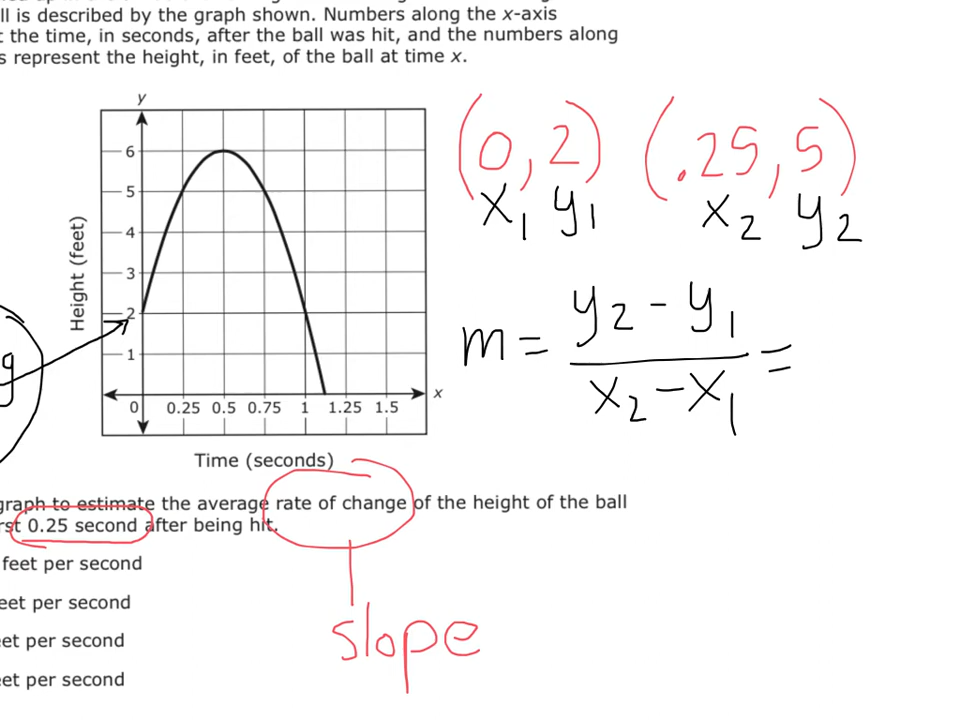 ll is described by the graph shown. Numbers along the x-axis
t the time, in seconds, after the ball was hit, and the numbers along
s represent the height, in feet, of the ball at time x.
y
6
5
4
3
2
1
Height (feet)
0 0.25 0.5 0.75 1 1.25 1.5 x
Time (seconds)
(0, 2) (.25, 5)
x1 y1 x2 y2
m = y2 - y1 =
x2 - x1
g
graph to estimate the average rate of change of the height of the ball
rst 0.25 second after being hit.
feet per second
eet per second
et per second
eet per second
slope